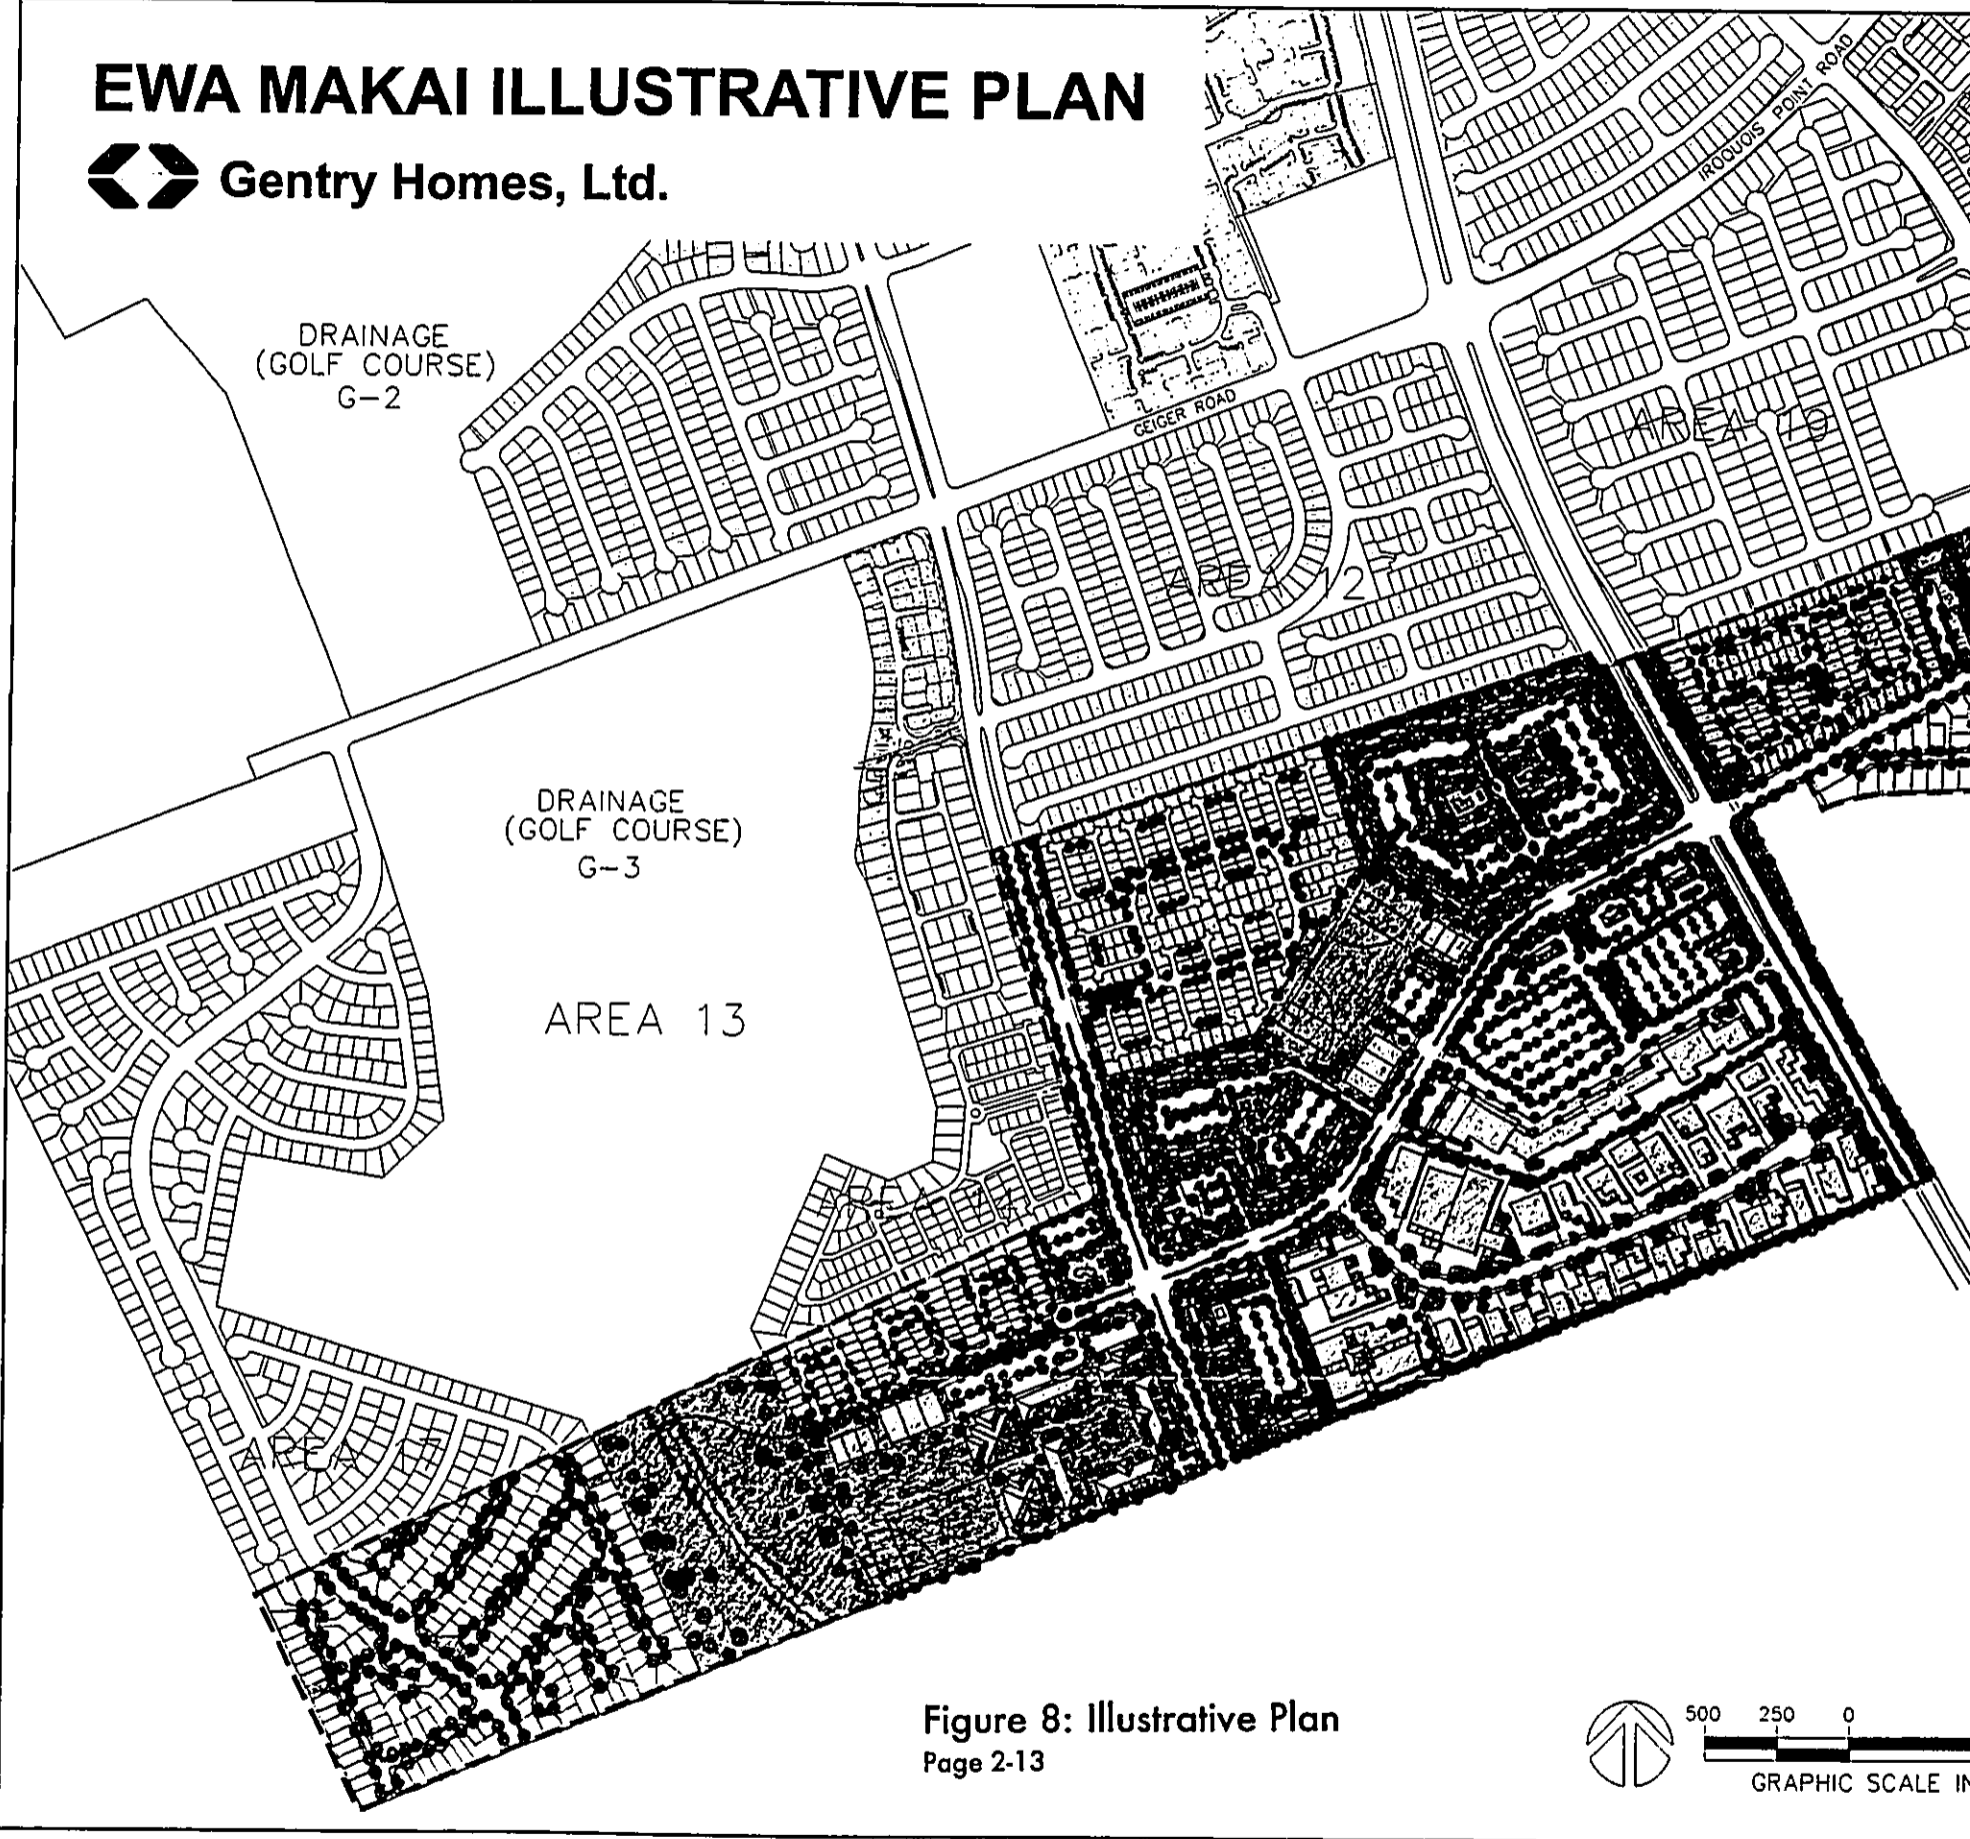 EWA MAKAI ILLUSTRATIVE PLAN
Gentry Homes, Ltd.
IROQUOIS POINT ROAD
DRAINAGE
(GOLF COURSE)
G-2
GEIGER ROAD
AREA 19
AREA 12
DRAINAGE
(GOLF COURSE)
G-3
AREA 13
AREA
Figure 8: Illustrative Plan
Page 2-13
500 250 0
GRAPHIC SCALE IN